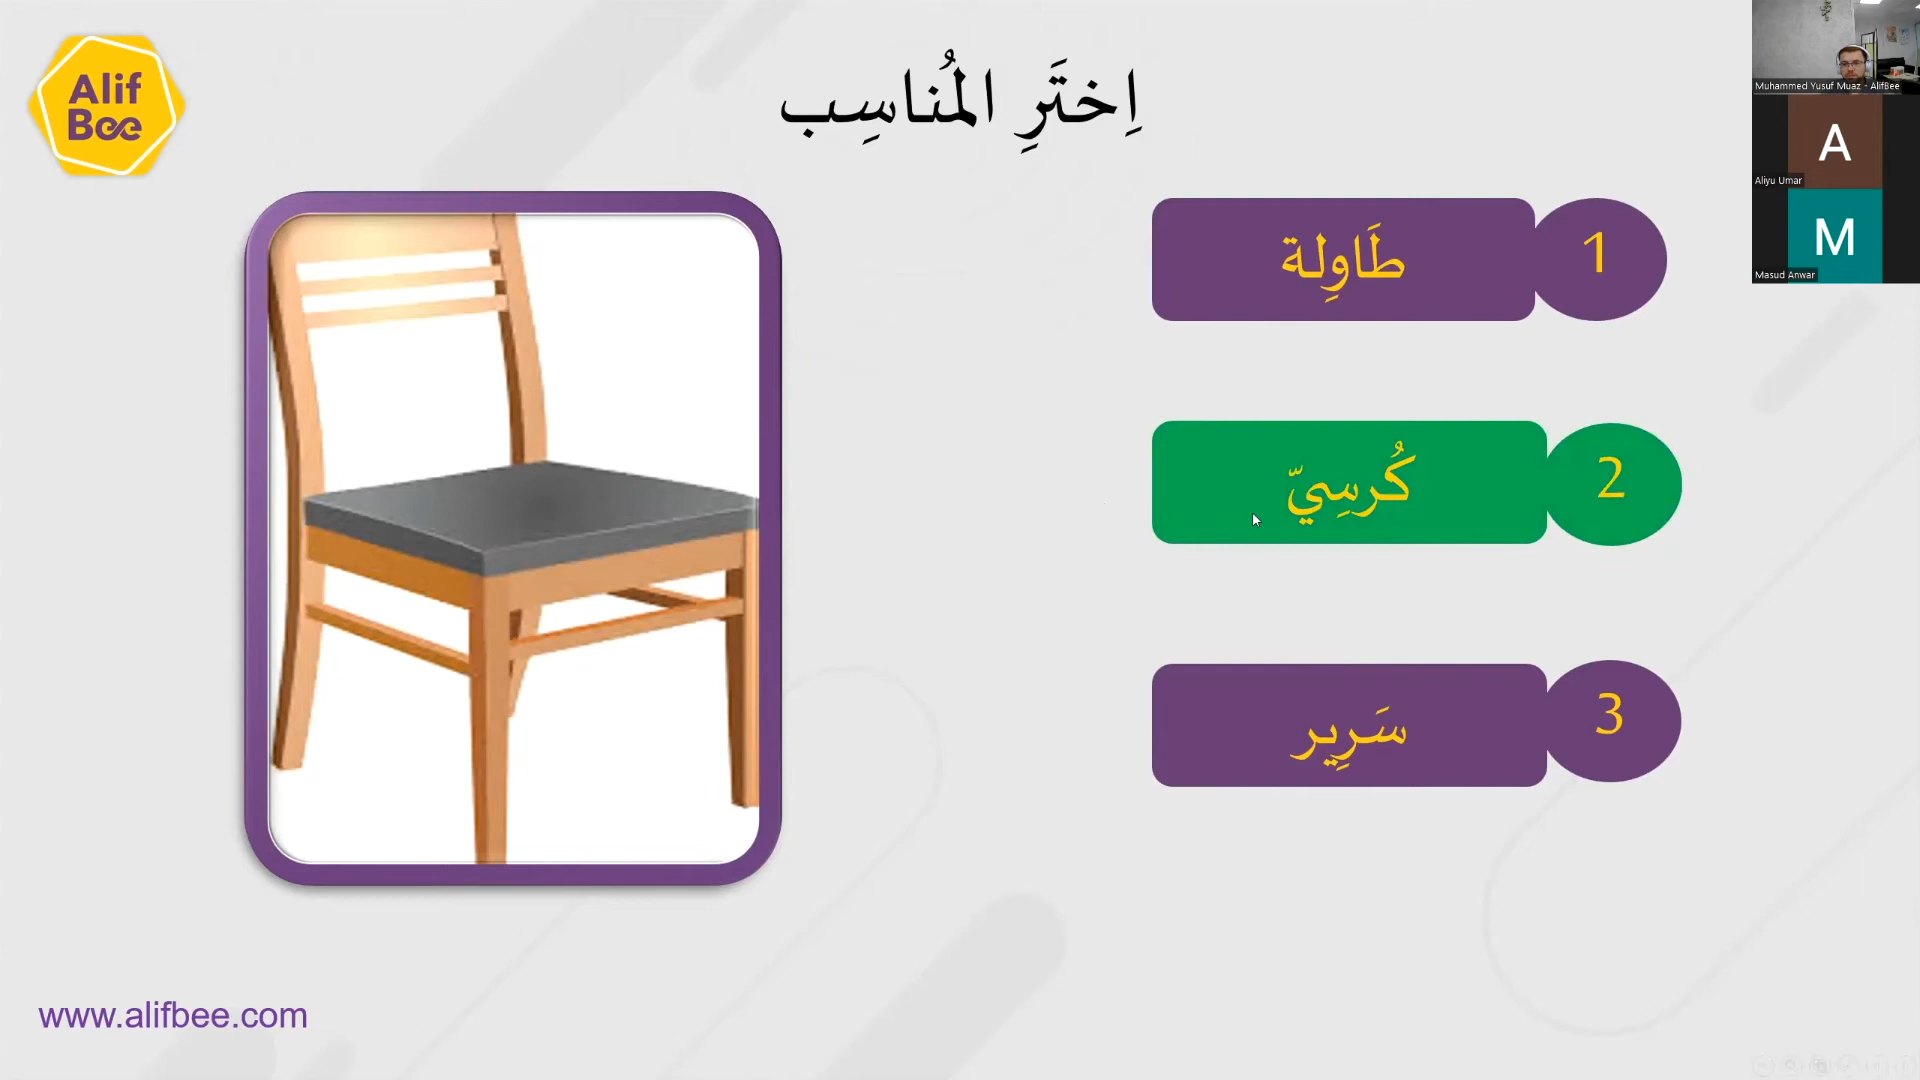 Alif
Bee
اِختَرِ المُناسِب
1 طَاوِلة
2 كُرسِيّ
3 سَرِير
www.alifbee.com
Muhammed Yusuf Muaz - AlifBee
A
Aliyu Umar
M
Masud Anwar